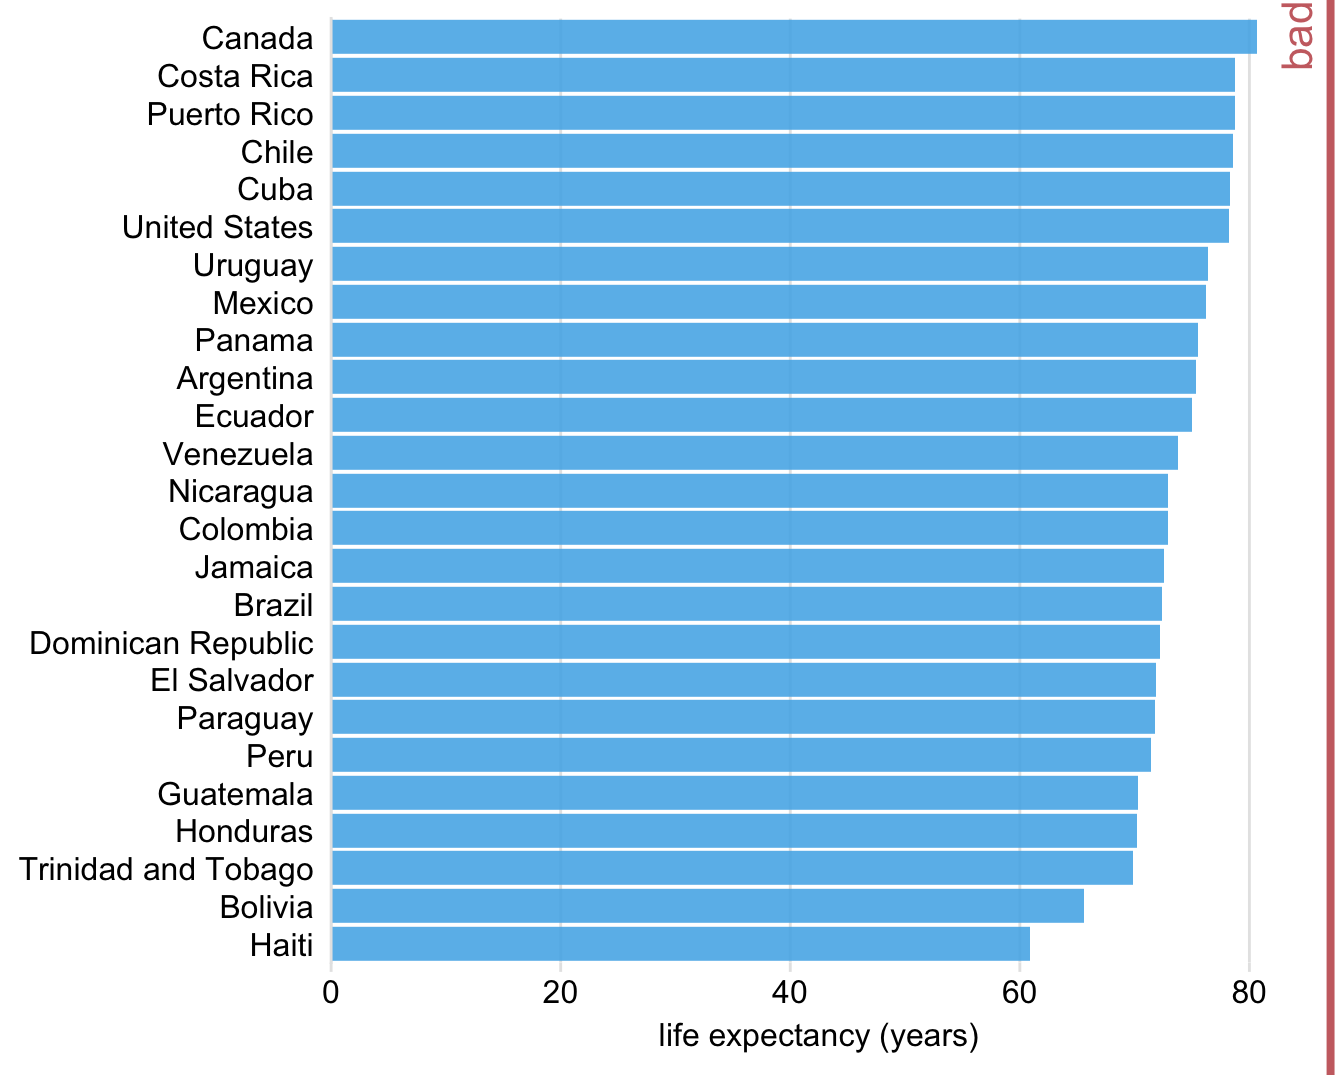 bad
Canada
Costa Rica
Puerto Rico
Chile
Cuba
United States
Uruguay
Mexico
Panama
Argentina
Ecuador
Venezuela
Nicaragua
Colombia
Jamaica
Brazil
Dominican Republic
El Salvador
Paraguay
Peru
Guatemala
Honduras
Trinidad and Tobago
Bolivia
Haiti
0 20 40 60 80
life expectancy (years)